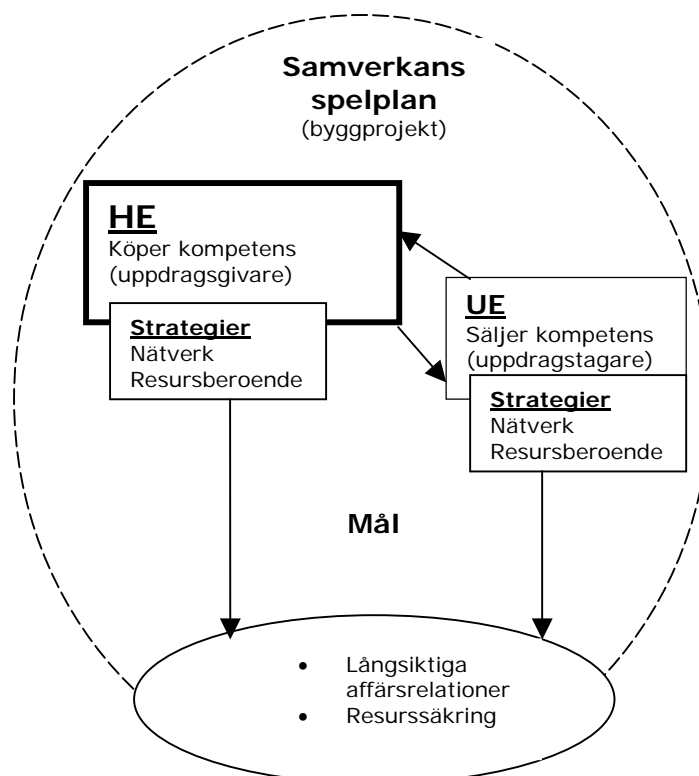 Samverkans
spelplan
(byggprojekt)
HE
Köper kompetens
(uppdragsgivare)
Strategier
Nätverk
Resursberoende
UE
Säljer kompetens
(uppdragstagare)
Strategier
Nätverk
Resursberoende
Mål
• Långsiktiga
affärsrelationer
• Resurssäkring